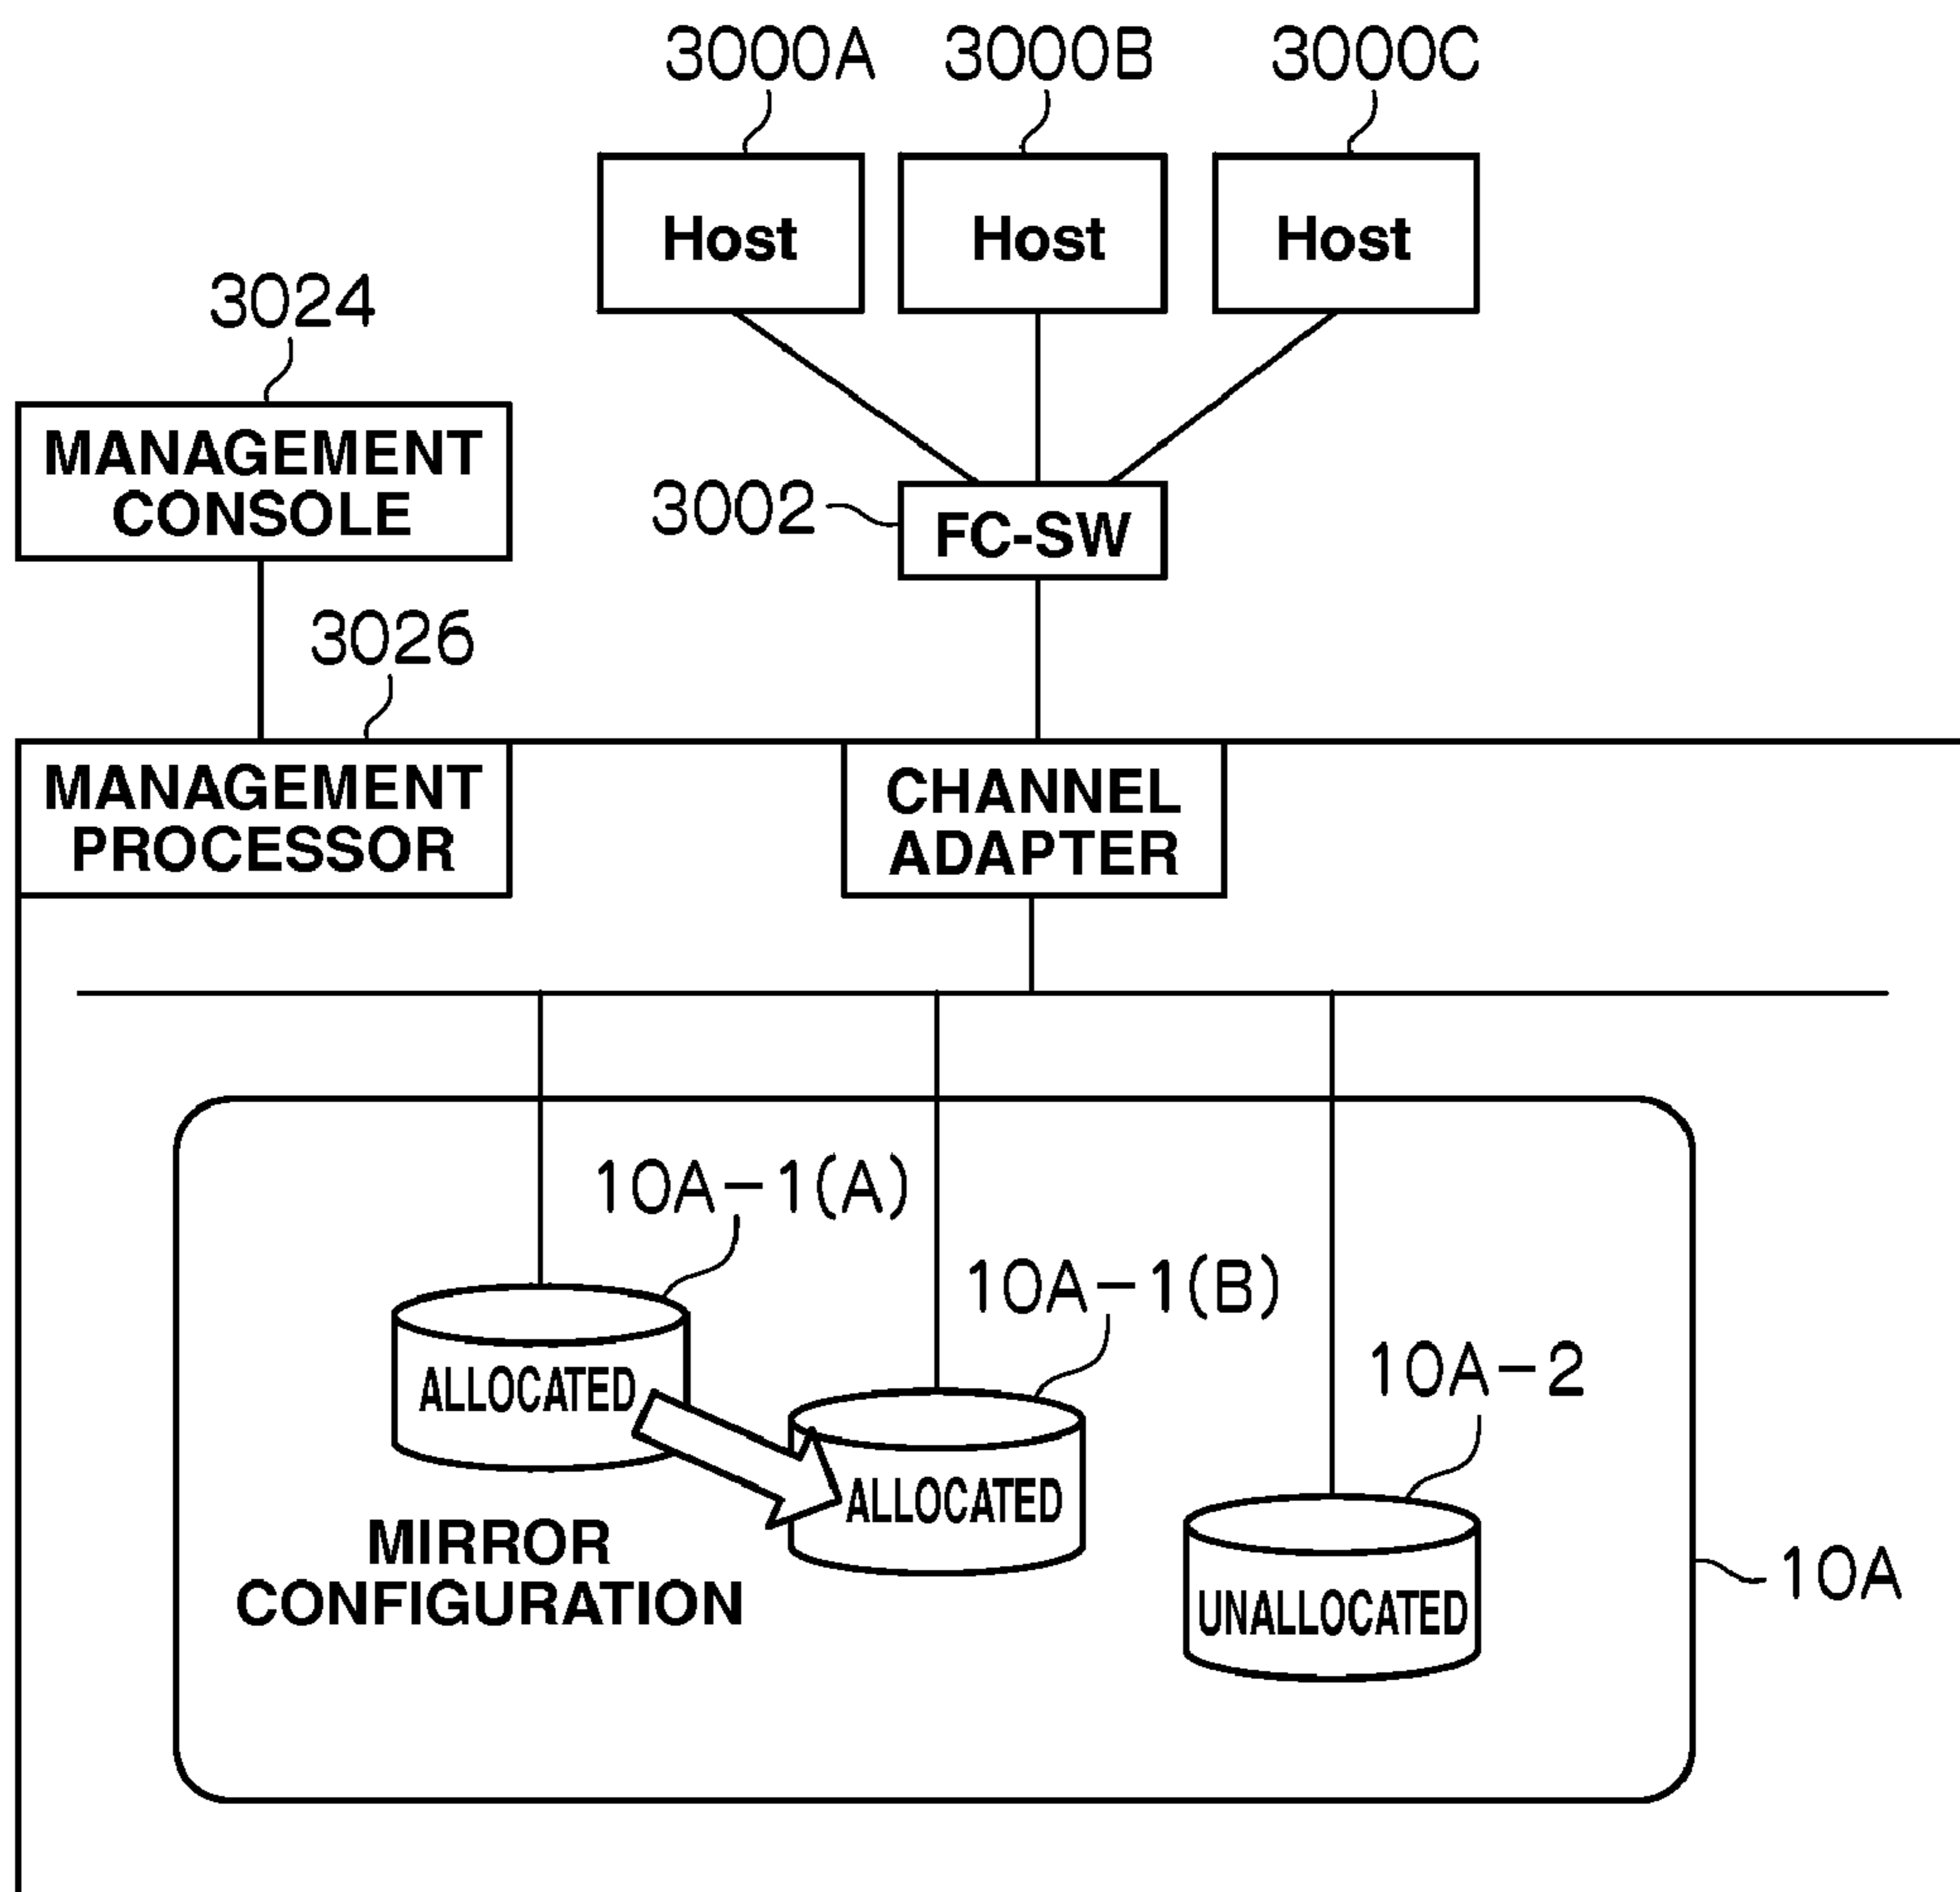 3000A 3000B 3000C
Host Host Host
3024
MANAGEMENT
CONSOLE
3002
FC-SW
3026
MANAGEMENT
PROCESSOR
CHANNEL
ADAPTER
10A-1(A)
10A-1(B)
10A-2
ALLOCATED
ALLOCATED
MIRROR
CONFIGURATION
UNALLOCATED
10A